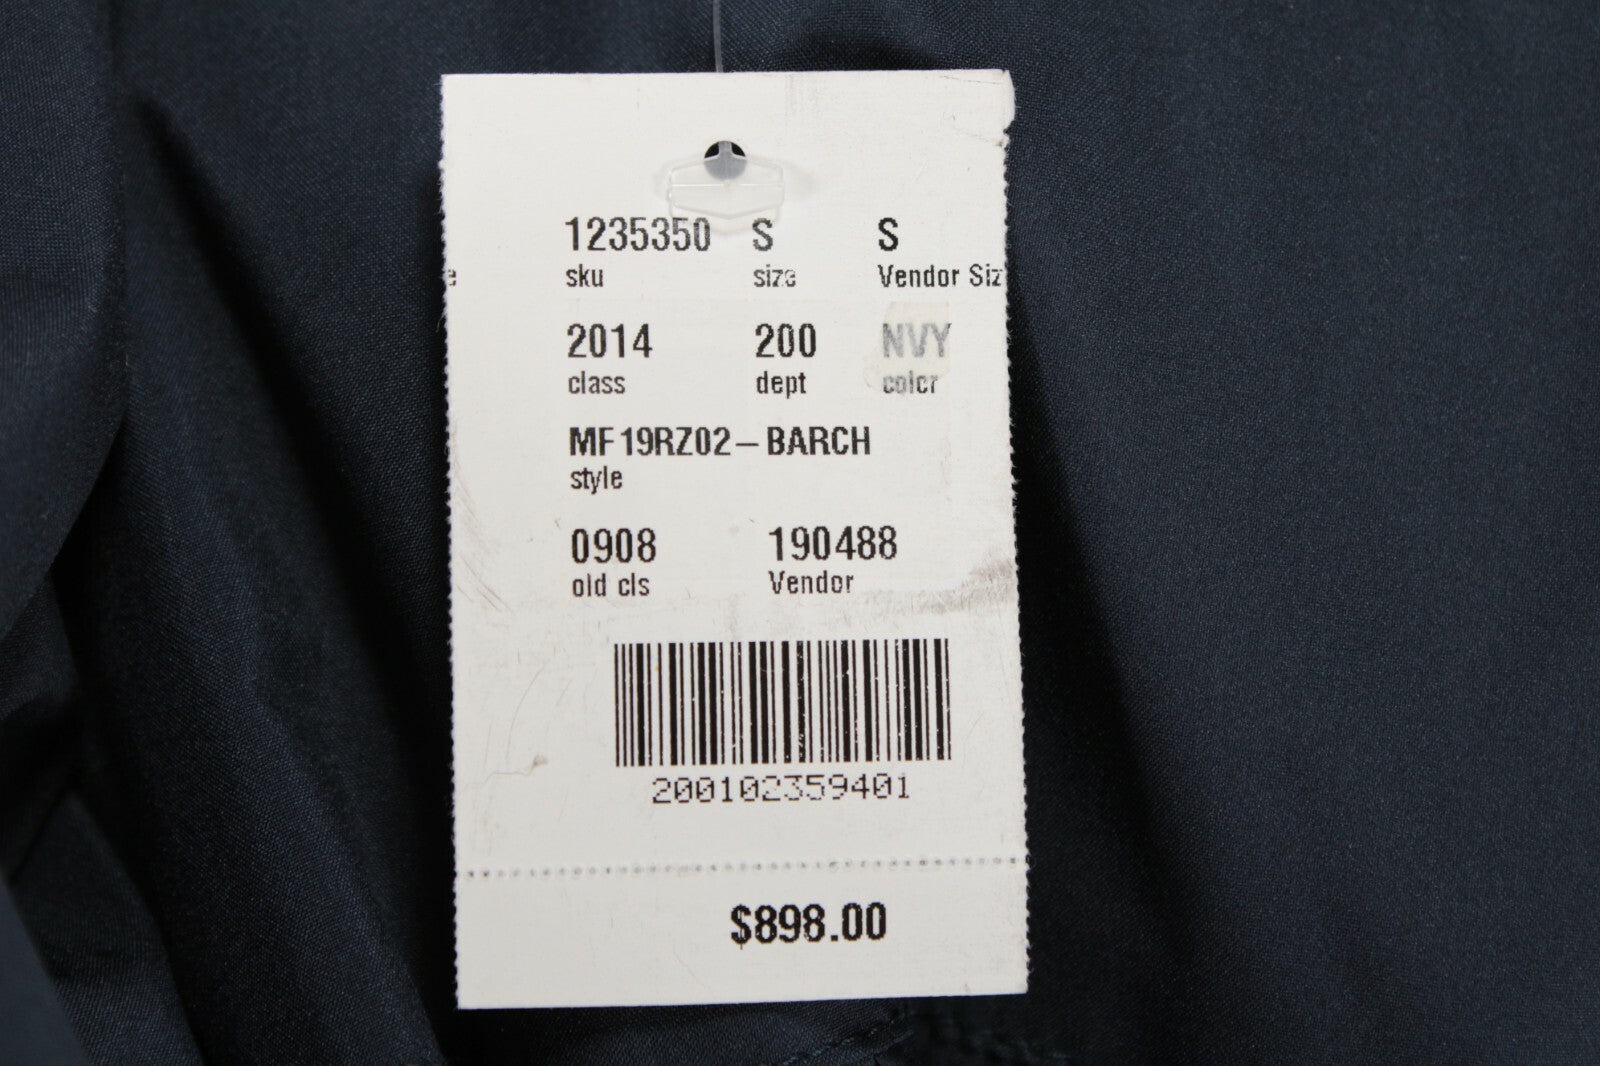 1235350 S S
sku size Vendor Siz
2014 200 NVY
class dept color
MF19RZ02-BARCH
style
0908 190488
old cls Vendor
200102359401
$898.00